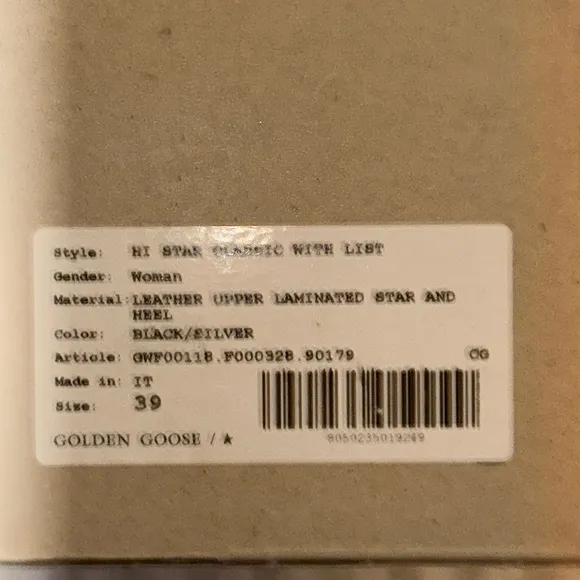 Style: HI STAR CLASSIC WITH LIST
Gender: Woman
Material: LEATHER UPPER LAMINATED STAR AND
HEEL
Color: BLACK/SILVER
Article: GWF00118.F000328.90179 CG
Made in: IT
Size: 39
GOLDEN GOOSE / ★
8050235019249